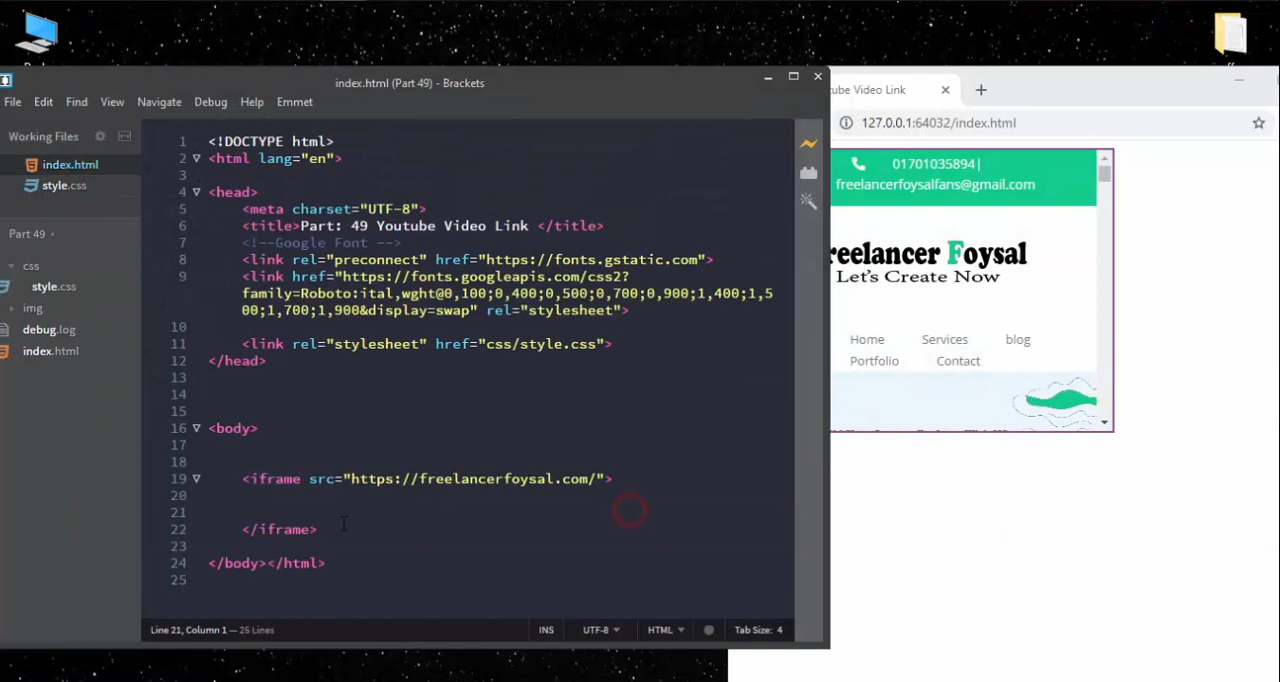 index.html (Part 49) - Brackets
File Edit Find View Navigate Debug Help Emmet
Working Files
index.html
style.css
Part 49
css
style.css
img
debug.log
index.html
1 <!DOCTYPE html>
2 <html lang="en">
3
4 <head>
5 <meta charset="UTF-8">
6 <title>Part: 49 Youtube Video Link </title>
7 <!--Google Font -->
8 <link rel="preconnect" href="https://fonts.gstatic.com">
9 <link href="https://fonts.googleapis.com/css2?
family=Roboto:ital,wght@0,100;0,400;0,500;0,700;0,900;1,400;1,5
00;1,700;1,900&display=swap" rel="stylesheet">
10
11 <link rel="stylesheet" href="css/style.css">
12 </head>
13
14
15
16 <body>
17
18
19 <iframe src="https://freelancerfoysal.com/">
20
21
22 </iframe>
23
24 </body></html>
25
Line 21, Column 1 — 25 Lines
INS UTF-8 HTML Tab Size: 4
ube Video Link
127.0.0.1:64032/index.html
01701035894|
freelancerfoysalfans@gmail.com
reelancer Foysal
Let's Create Now
Home Services blog
Portfolio Contact